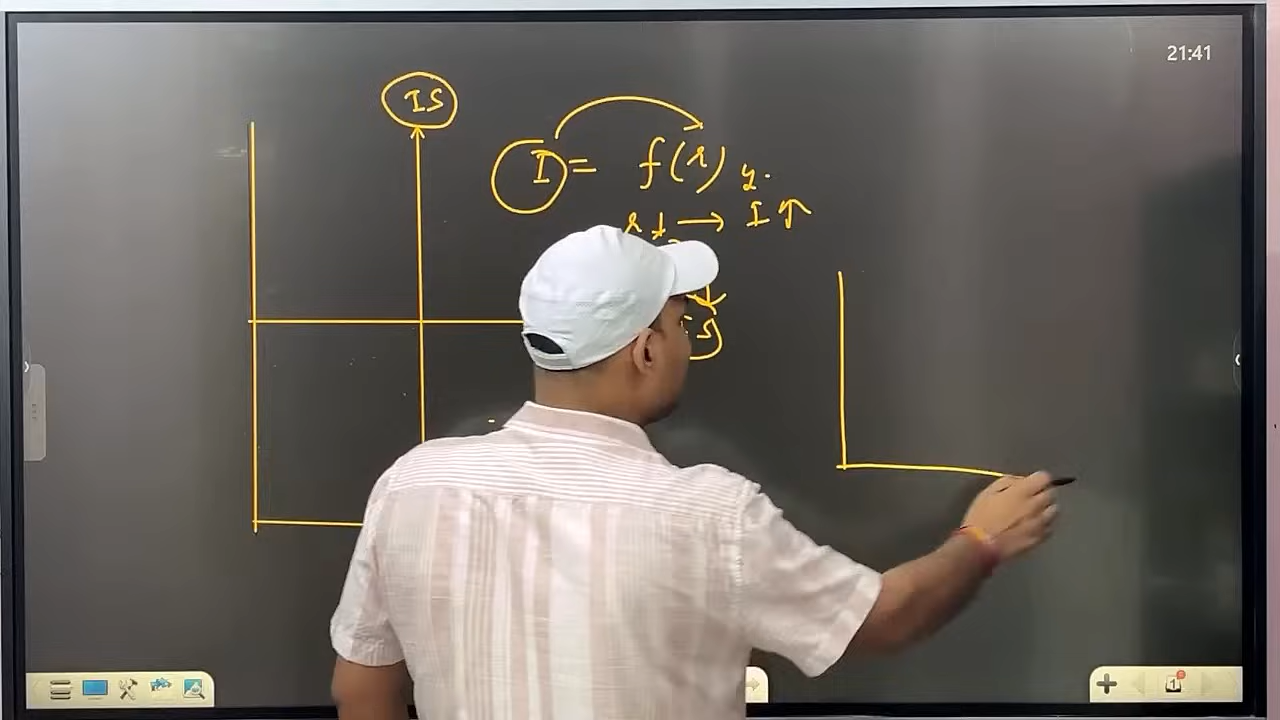 21:41
IS
I = f(r) y.
r↓ → I↑